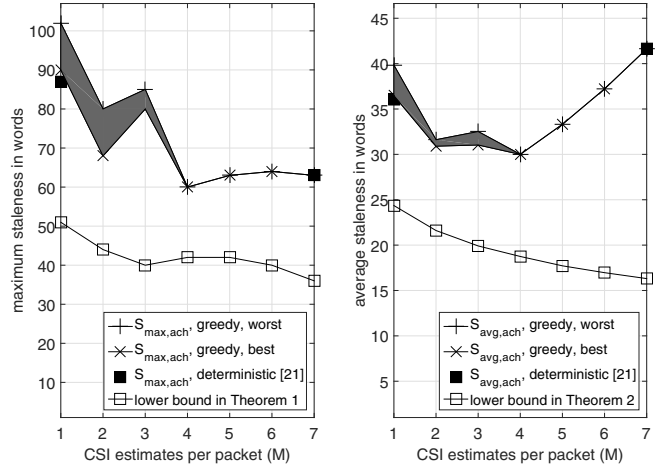 maximum staleness in words
100
90
80
70
60
50
40
30
20
10
S_max,ach, greedy, worst
S_max,ach, greedy, best
S_max,ach, deterministic [21]
lower bound in Theorem 1
1 2 3 4 5 6 7
CSI estimates per packet (M)
average staleness in words
45
40
35
30
25
20
15
10
5
S_avg,ach, greedy, worst
S_avg,ach, greedy, best
S_avg,ach, deterministic [21]
lower bound in Theorem 2
1 2 3 4 5 6 7
CSI estimates per packet (M)